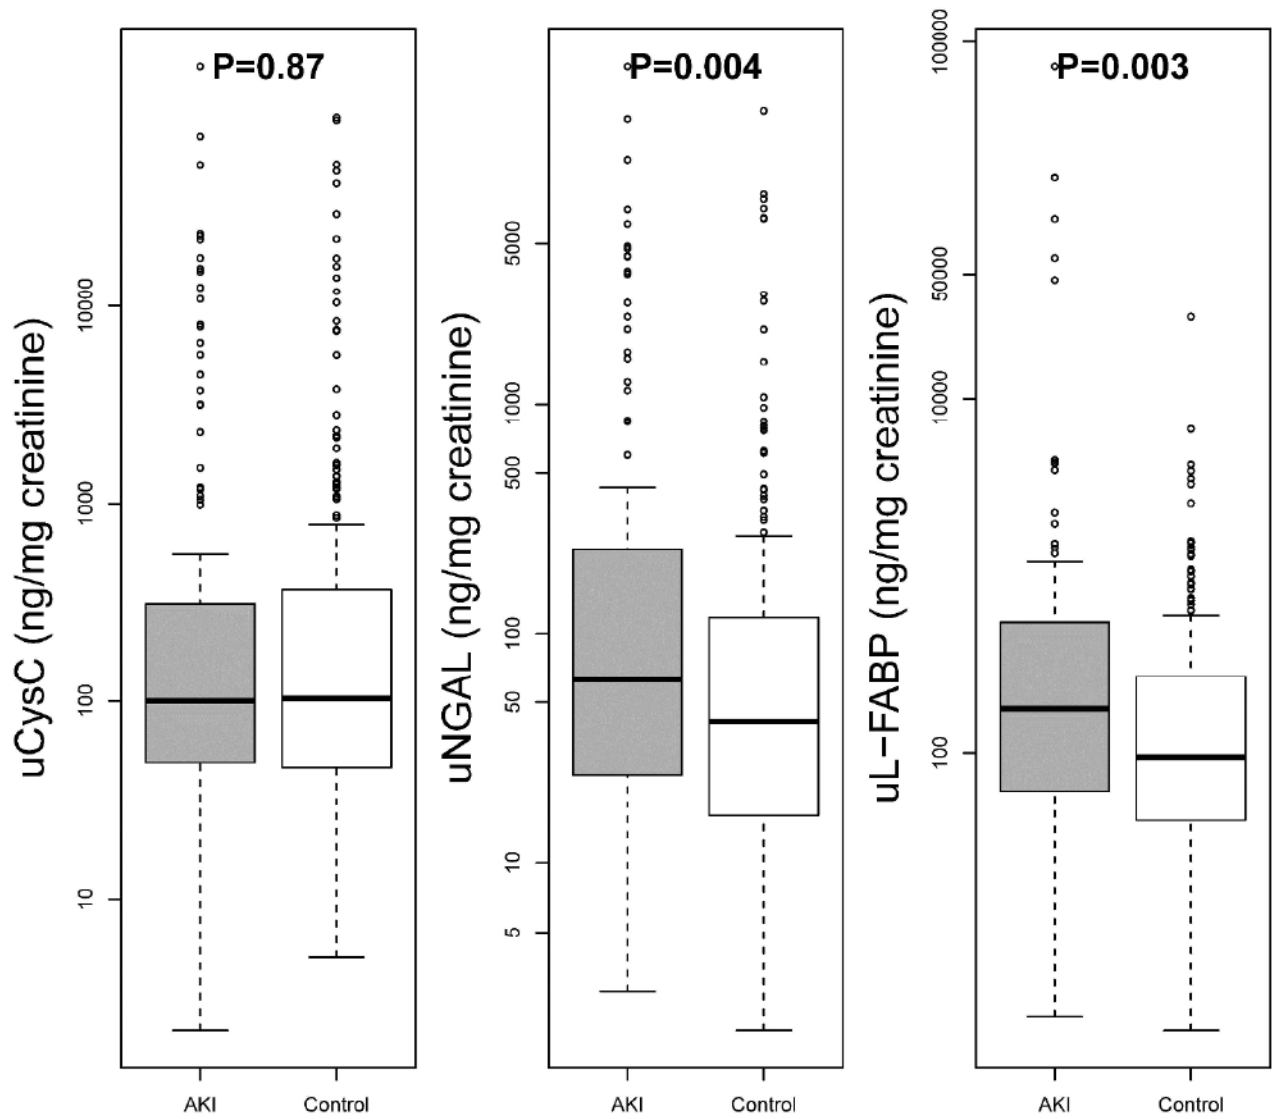 uCysC (ng/mg creatinine)
10000
1000
100
10
P=0.87
AKI
Control
uNGAL (ng/mg creatinine)
5000
1000
500
100
50
10
5
P=0.004
AKI
Control
uL−FABP (ng/mg creatinine)
100000
50000
10000
100
P=0.003
AKI
Control